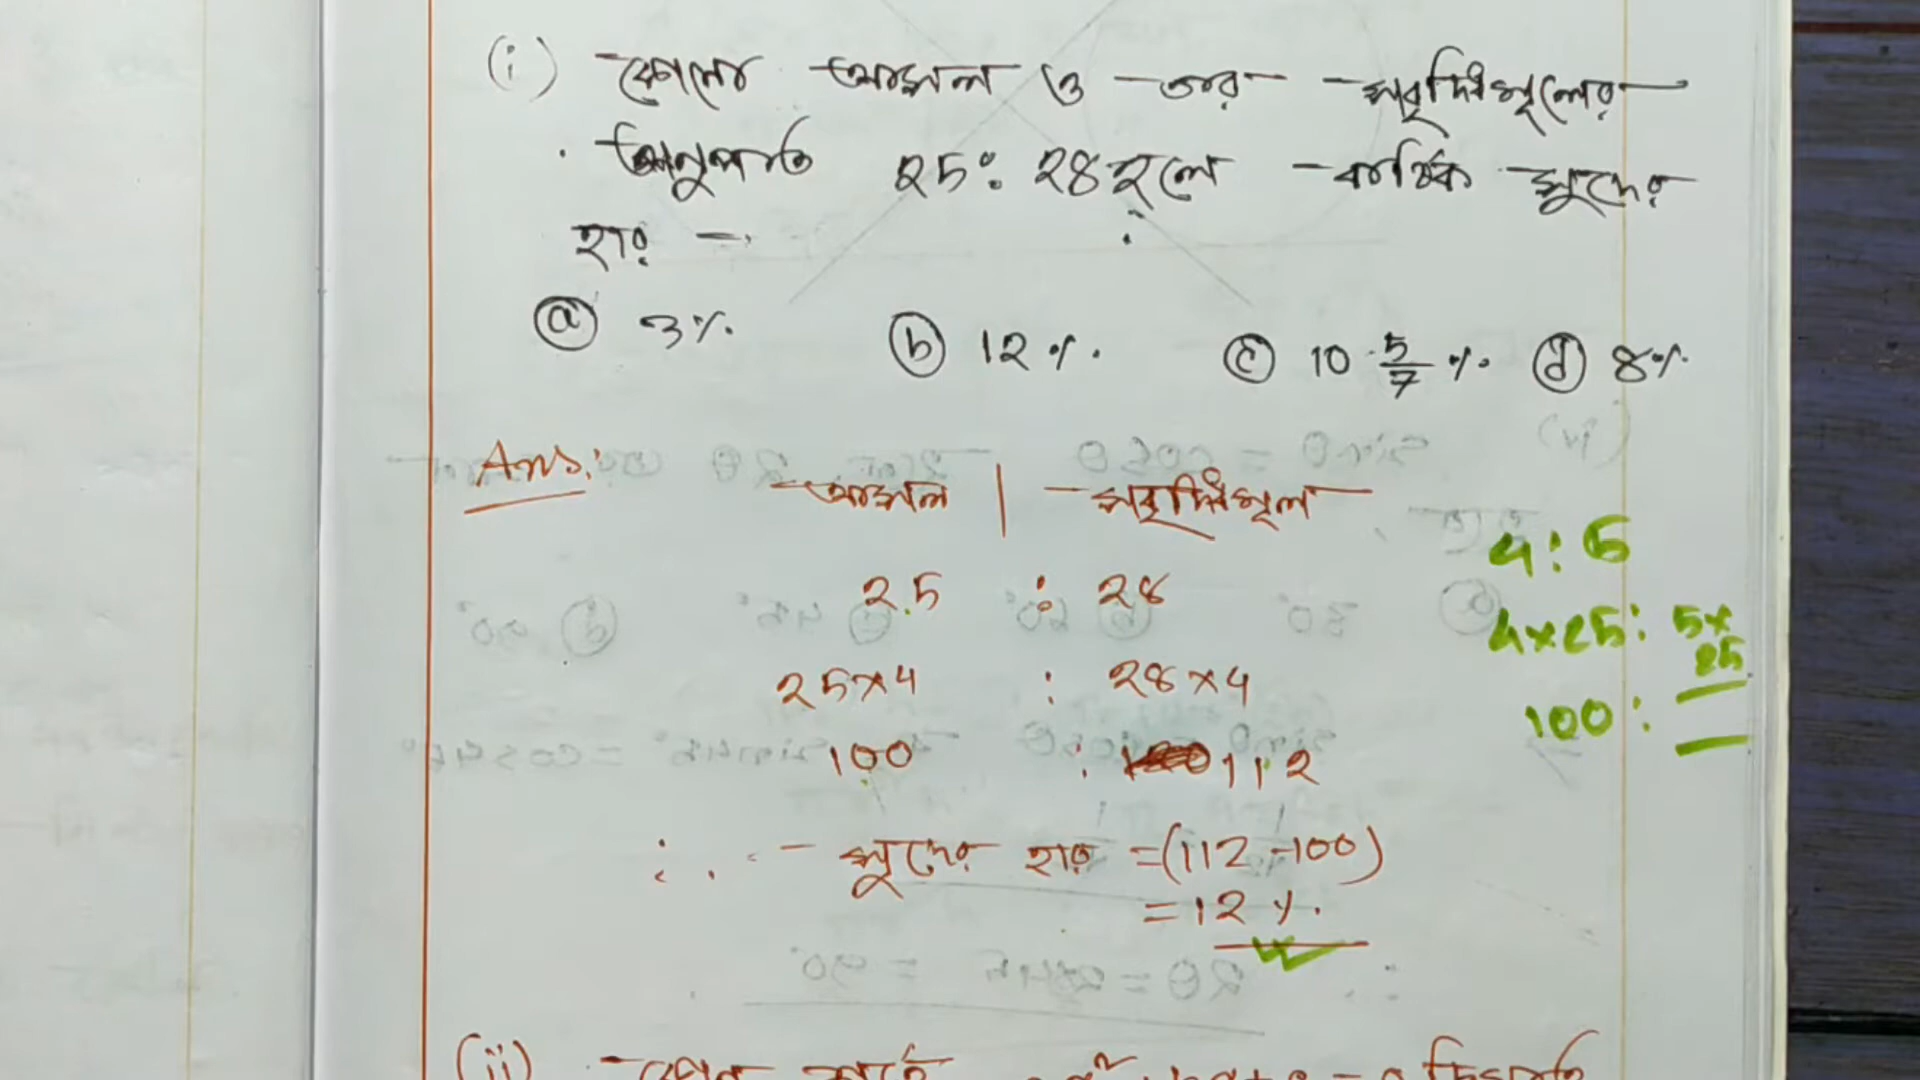 (i) কোনো আসল ও তার সবৃদ্ধিমূলের
অনুপাত 25: 28 হলে বার্ষিক সুদের
হার —
ⓐ 3% ⓑ 12%. ⓒ 10 5/7 % ⓓ 8%
Ans:
আসল | সবৃদ্ধিমূল
25 : 28
25×4 : 28×4
100 : 112
∴ সুদের হার =(112-100)
=12%.
4:5
4×25: 5×25
100:
(ii)